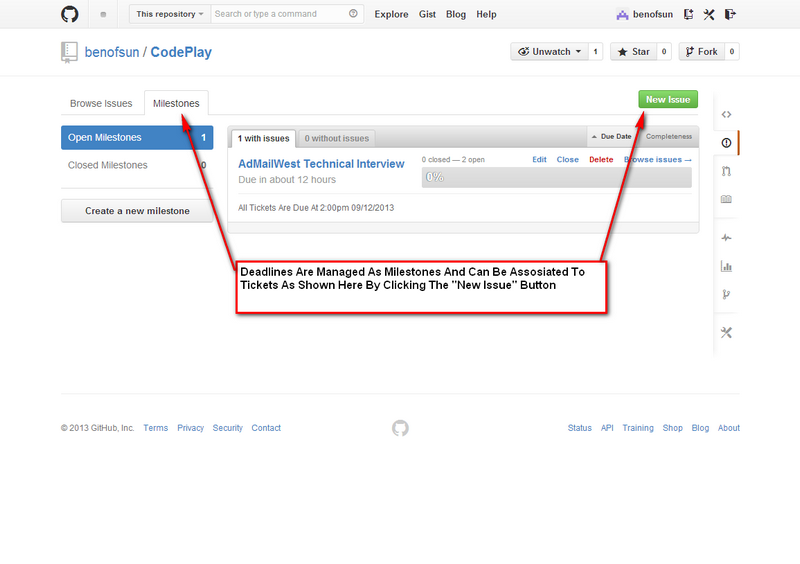 This repository Search or type a command Explore Gist Blog Help benofsun
benofsun / CodePlay Unwatch 1 Star 0 Fork 0
Browse Issues Milestones New Issue
Open Milestones 1
Closed Milestones 0
Create a new milestone
1 with issues 0 without issues Due Date Completeness
AdMailWest Technical Interview 0 closed — 2 open Edit Close Delete Browse issues →
Due in about 12 hours 0%
All Tickets Are Due At 2:00pm 09/12/2013
Deadlines Are Managed As Milestones And Can Be Assosiated To
Tickets As Shown Here By Clicking The "New Issue" Button
© 2013 GitHub, Inc. Terms Privacy Security Contact Status API Training Shop Blog About